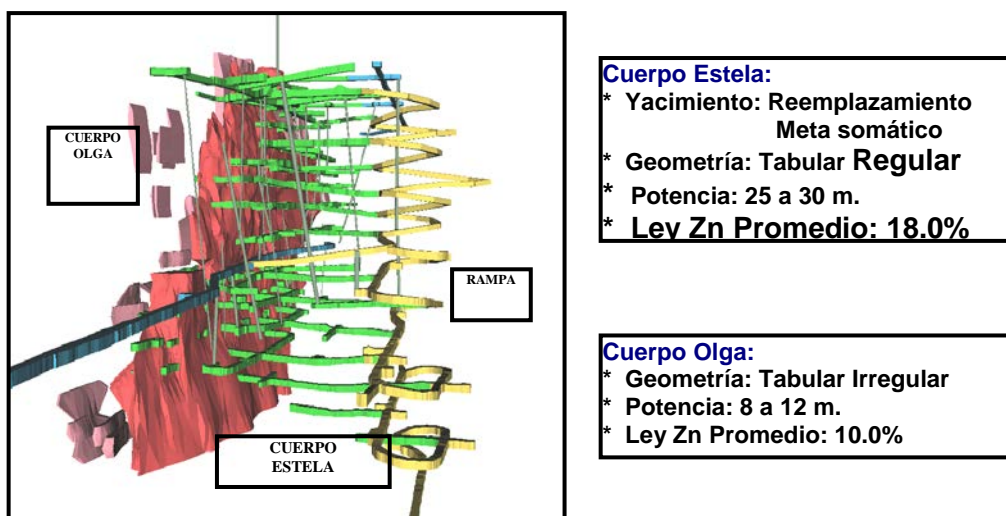 CUERPO
OLGA
RAMPA
CUERPO
ESTELA
Cuerpo Estela:
* Yacimiento: Reemplazamiento
Meta somático
* Geometría: Tabular Regular
* Potencia: 25 a 30 m.
* Ley Zn Promedio: 18.0%
Cuerpo Olga:
* Geometría: Tabular Irregular
* Potencia: 8 a 12 m.
* Ley Zn Promedio: 10.0%